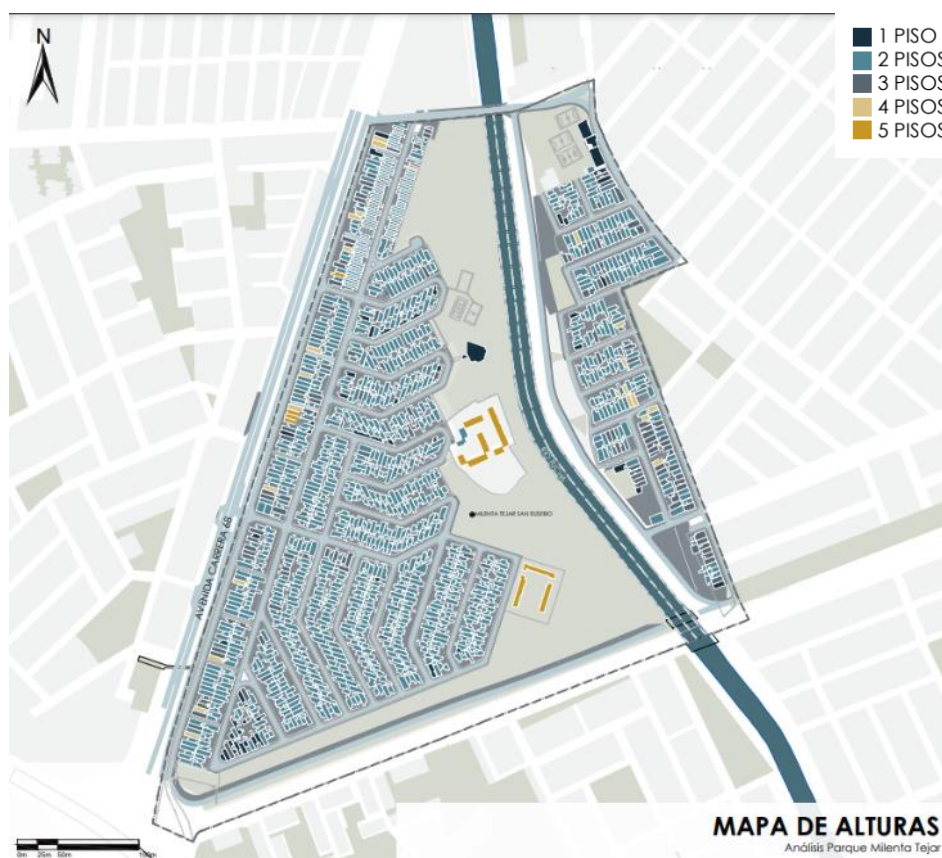 N
1 PISO
2 PISOS
3 PISOS
4 PISOS
5 PISOS
MILENTA TEJAR SAN EUSEBIO
AVENIDA CARRERA 68
0m 25m 50m 100m
MAPA DE ALTURAS
Análisis Parque Milenta Tejar